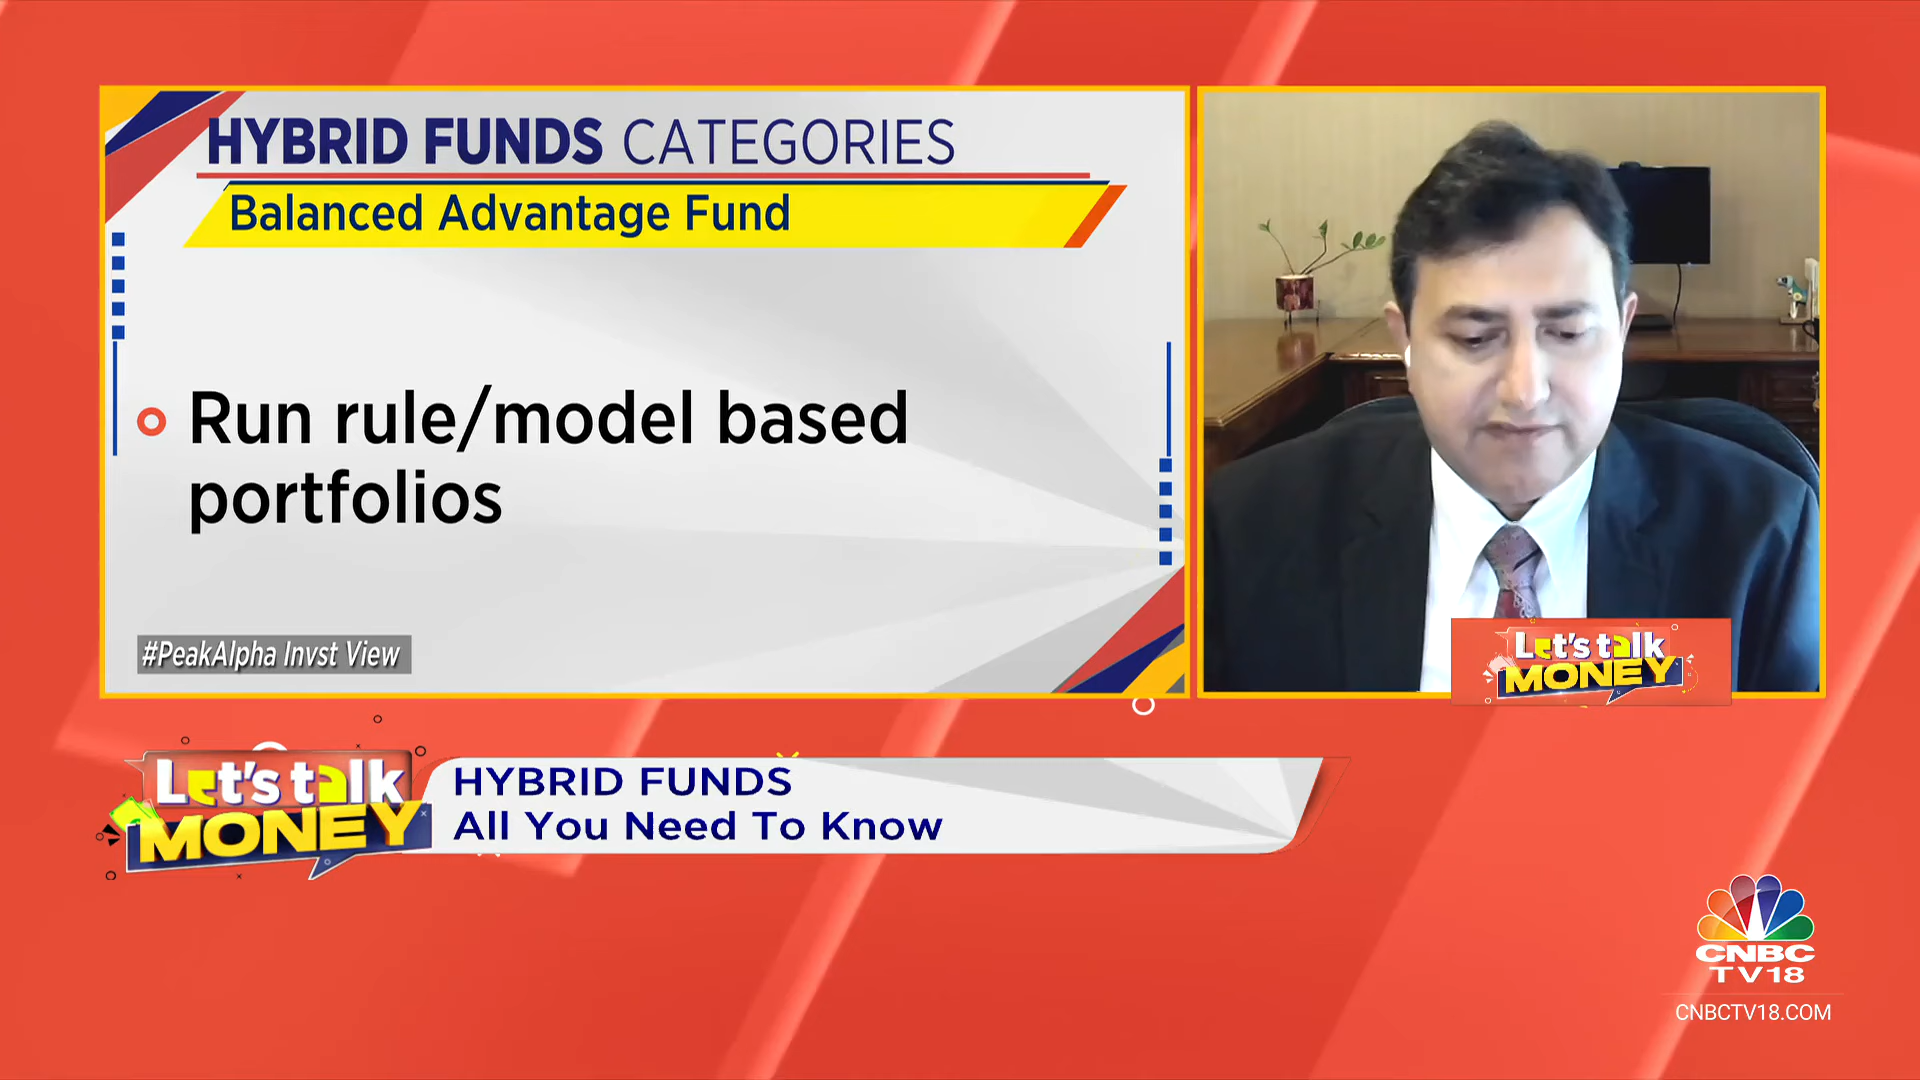 HYBRID FUNDS CATEGORIES
Balanced Advantage Fund
Run rule/model based
portfolios
#PeakAlpha Invst View
Let's talk
MONEY
Let's talk
MONEY
HYBRID FUNDS
All You Need To Know
CNBC
TV18
CNBCTV18.COM